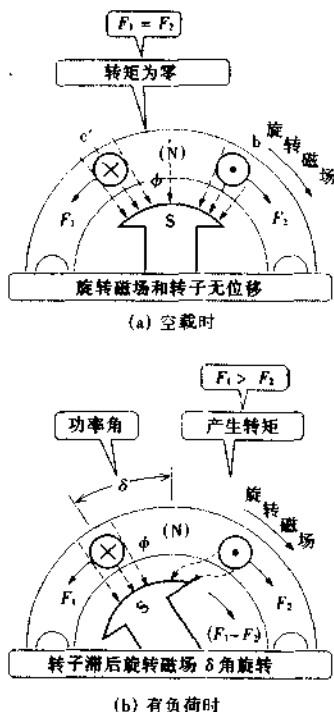 F₁ = F₂
转矩为零
c′
(N)
b
旋转磁场
φ
F₁
S
F₂
旋转磁场和转子无位移
(a) 空载时
F₁ > F₂
功率角
产生转矩
δ
旋转磁场
(N)
φ
F₁
S
F₂
(F₁－F₂)
转子滞后旋转磁场 δ 角旋转
(b) 有负荷时